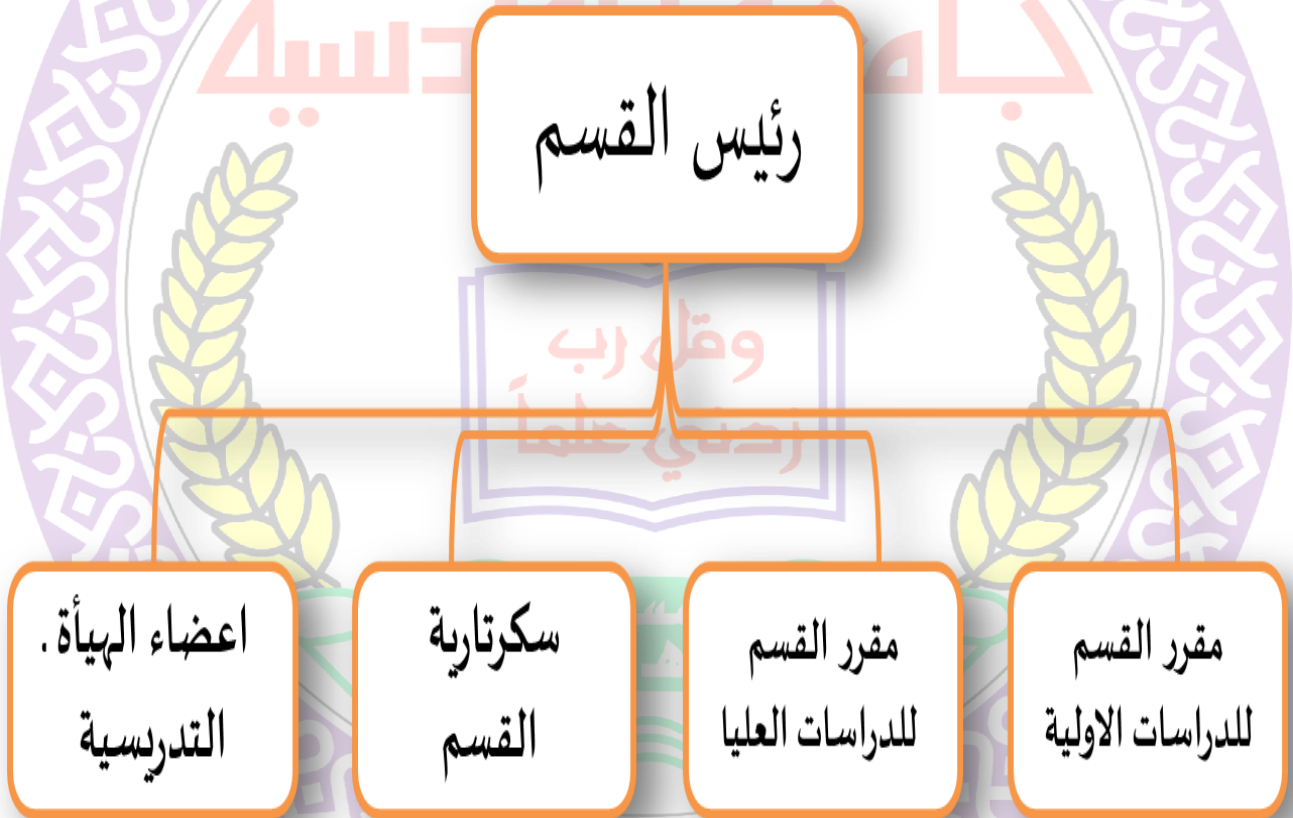 رئيس القسم
وقل رب
زدني علماً
مقرر القسم
للدراسات الاولية
مقرر القسم
للدراسات العليا
سكرتارية
القسم
اعضاء الهيأة .
التدريسية